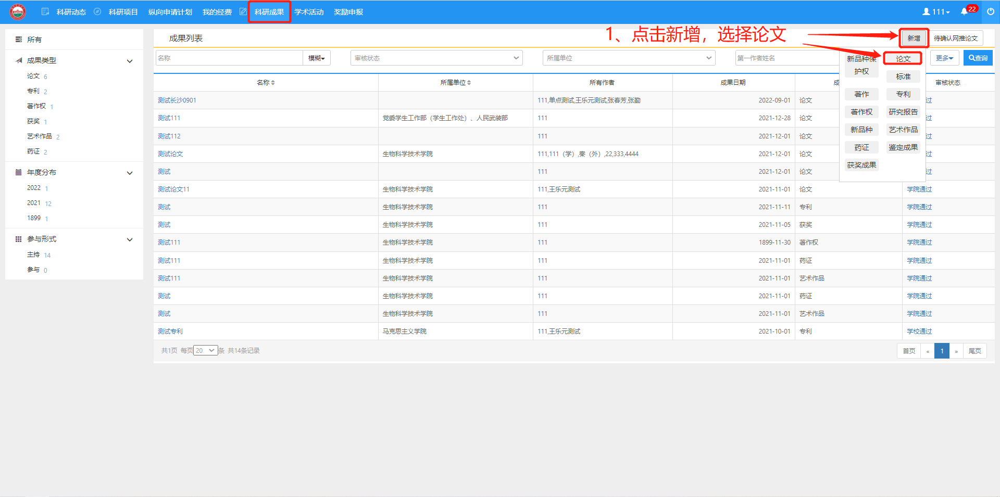 科研动态 科研项目 纵向申请计划 我的经费 科研成果 学术活动 奖励申报 111 22
1、点击新增，选择论文
所有
成果类型
论文 6
专利 2
著作权 1
获奖 1
艺术作品 2
药证 2
年度分布
2022 1
2021 12
1899 1
参与形式
主持 14
参与 0
成果列表 新增 待确认网推论文
名称 模糊 审核状态 所属单位 第一作者姓名 更多 查询
新品种保护权 论文
标准
著作 专利
著作权 研究报告
新品种 艺术作品
药证 鉴定成果
获奖成果
名称 所属单位 所有作者 成果日期 成 审核状态
测试长沙0901 111,单点测试,王乐元测试,张春芳,张勤 2022-09-01 论文 过
测试111 党委学生工作部（学生工作处）、人民武装部 111 2021-12-28 论文 过
测试112 111 2021-12-01 论文 过
测试论文 生物科学技术学院 111,111（学）,秦（外）,22,333,4444 2021-12-01 论文 过
测试 111 2021-12-01 论文 过
测试论文11 生物科学技术学院 111,王乐元测试 2021-11-01 论文 学院通过
测试 生物科学技术学院 111 2021-11-11 专利 学院通过
测试 生物科学技术学院 111 2021-11-05 获奖 学院通过
测试111 生物科学技术学院 111 1899-11-30 著作权 学院通过
测试111 生物科学技术学院 111 2021-11-01 药证 学院通过
测试111 生物科学技术学院 111 2021-11-01 艺术作品 学院通过
测试 生物科学技术学院 111 2021-11-01 药证 学院通过
测试 生物科学技术学院 111 2021-11-01 艺术作品 学院通过
测试专利 马克思主义学院 111,王乐元测试 2021-10-01 专利 学校通过
共1页 每页 20 条 共14条记录 首页 « 1 » 尾页